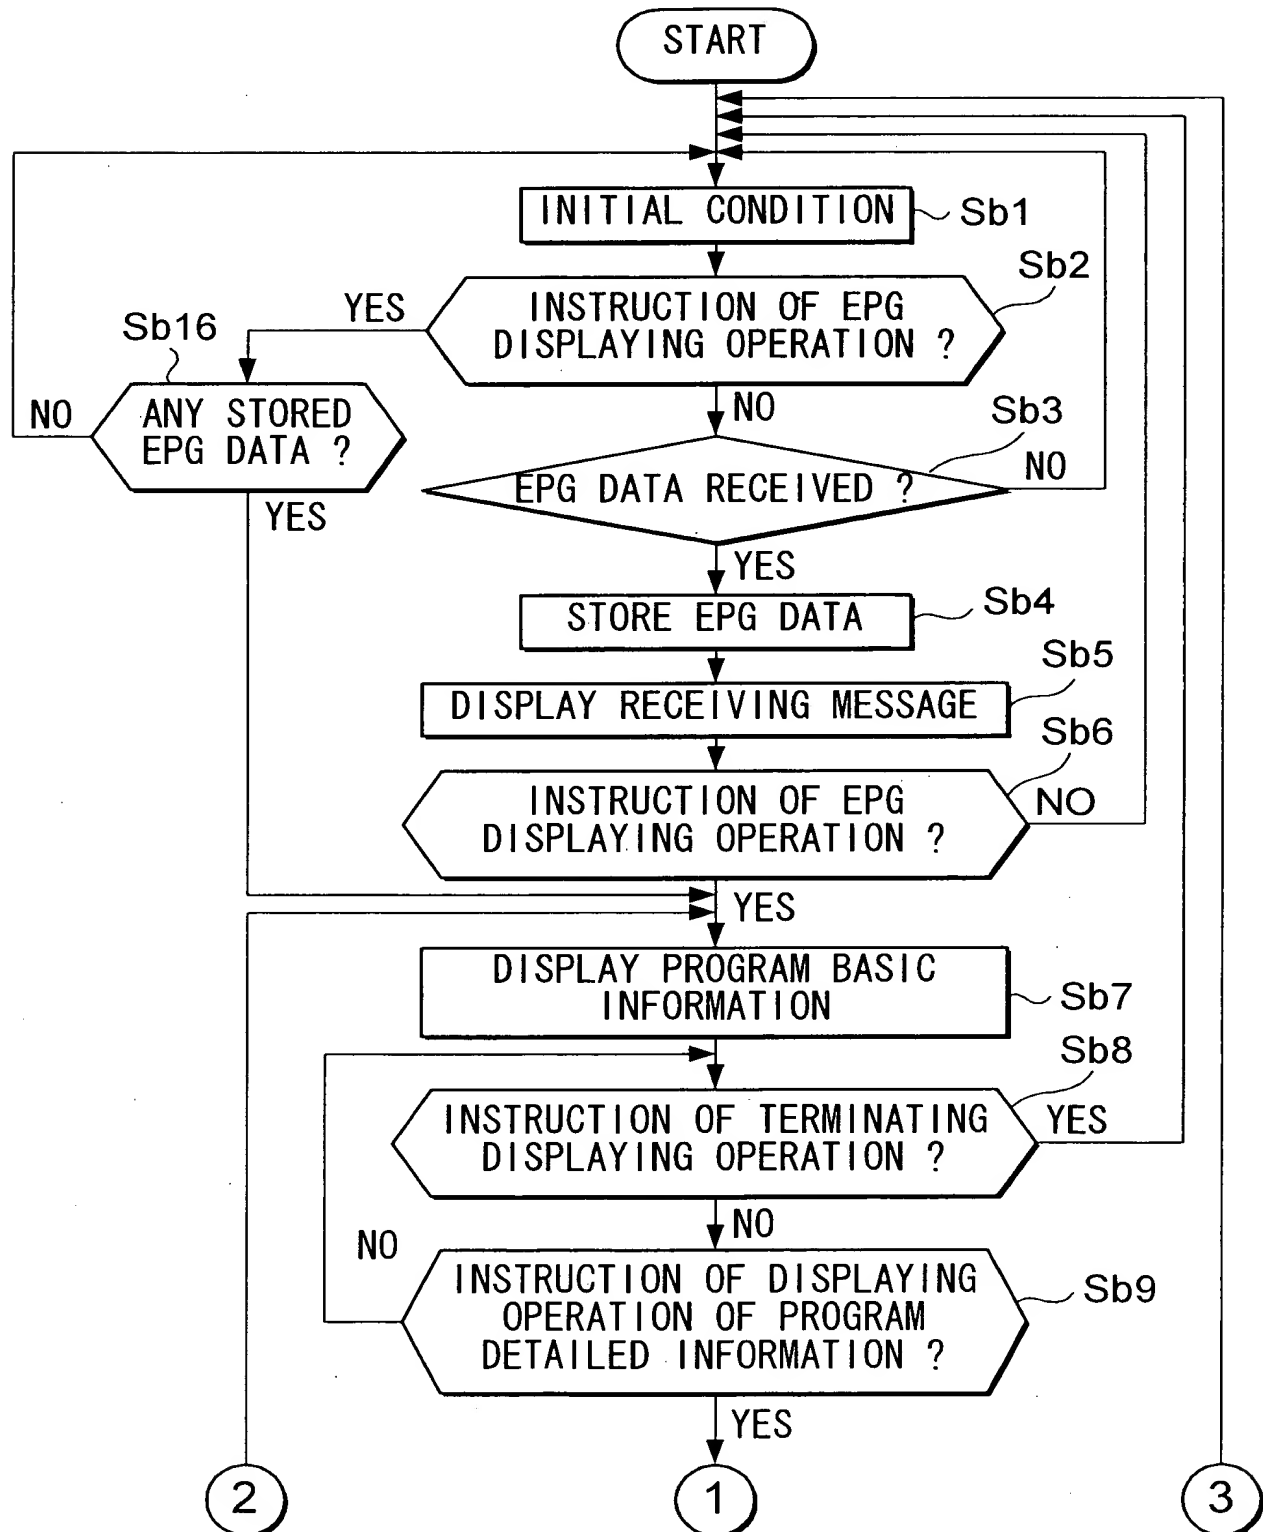 START
INITIAL CONDITION
Sb1
INSTRUCTION OF EPG
DISPLAYING OPERATION ?
Sb2
YES
Sb16
NO
ANY STORED
EPG DATA ?
YES
NO
Sb3
EPG DATA RECEIVED ?
NO
YES
STORE EPG DATA
Sb4
DISPLAY RECEIVING MESSAGE
Sb5
INSTRUCTION OF EPG
DISPLAYING OPERATION ?
Sb6
NO
YES
DISPLAY PROGRAM BASIC
INFORMATION
Sb7
INSTRUCTION OF TERMINATING
DISPLAYING OPERATION ?
Sb8
YES
NO
NO
INSTRUCTION OF DISPLAYING
OPERATION OF PROGRAM
DETAILED INFORMATION ?
Sb9
YES
2
1
3